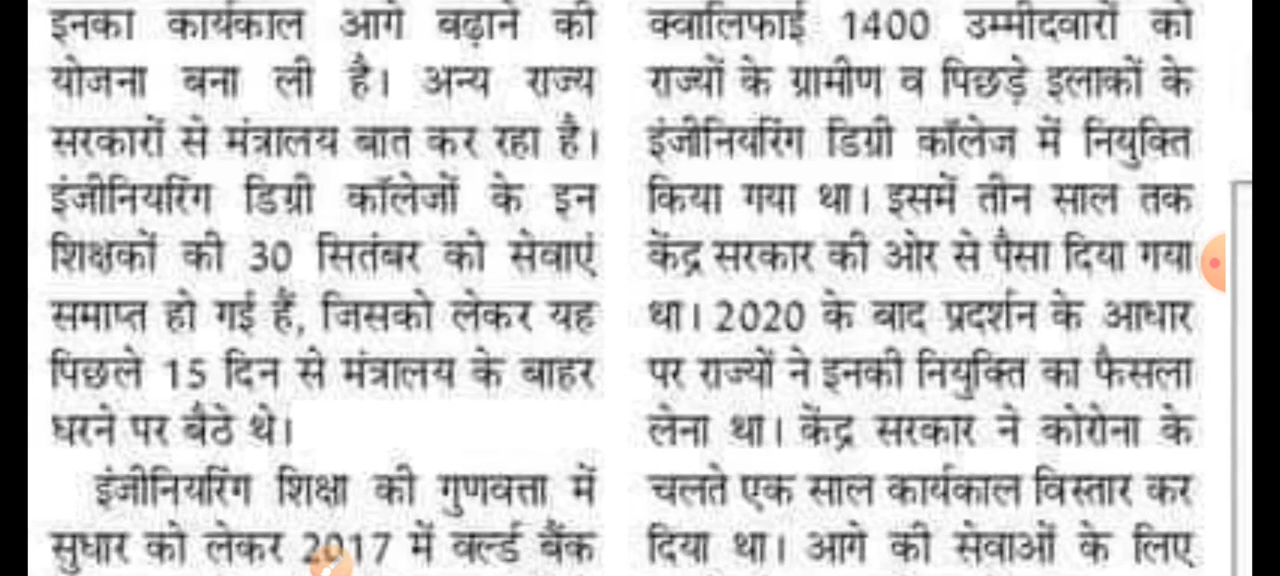 इनका कार्यकाल आगे बढ़ाने की
योजना बना ली है। अन्य राज्य
सरकारों से मंत्रालय बात कर रहा है।
इंजीनियरिंग डिग्री कॉलेजों के इन
शिक्षकों की 30 सितंबर को सेवाएं
समाप्त हो गई हैं, जिसको लेकर यह
पिछले 15 दिन से मंत्रालय के बाहर
धरने पर बैठे थे।
इंजीनियरिंग शिक्षा की गुणवत्ता में
सुधार को लेकर 2017 में वर्ल्ड बैंक
क्वालिफाई 1400 उम्मीदवारों को
राज्यों के ग्रामीण व पिछड़े इलाकों के
इंजीनियरिंग डिग्री कॉलेज में नियुक्ति
किया गया था। इसमें तीन साल तक
केंद्र सरकार की ओर से पैसा दिया गया
था। 2020 के बाद प्रदर्शन के आधार
पर राज्यों ने इनकी नियुक्ति का फैसला
लेना था। केंद्र सरकार ने कोरोना के
चलते एक साल कार्यकाल विस्तार कर
दिया था। आगे की सेवाओं के लिए